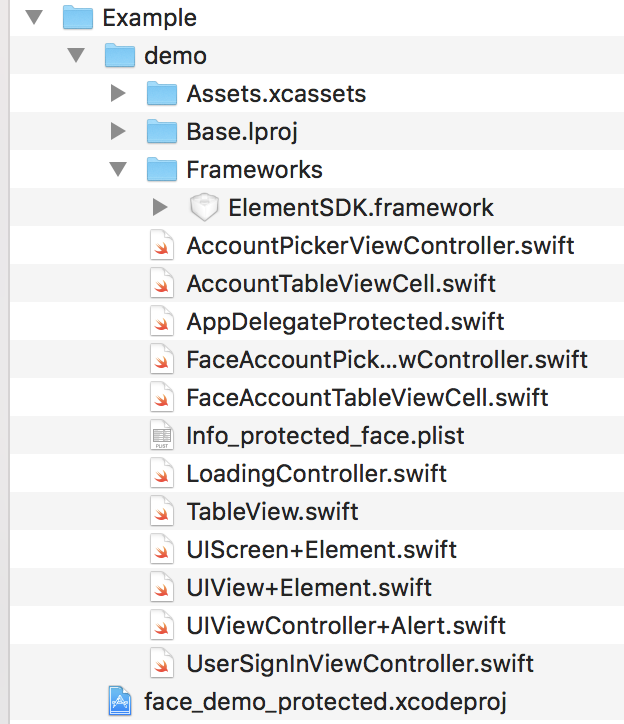 Example
demo
Assets.xcassets
Base.lproj
Frameworks
ElementSDK.framework
AccountPickerViewController.swift
AccountTableViewCell.swift
AppDelegateProtected.swift
FaceAccountPick...wController.swift
FaceAccountTableViewCell.swift
Info_protected_face.plist
LoadingController.swift
TableView.swift
UIScreen+Element.swift
UIView+Element.swift
UIViewController+Alert.swift
UserSignInViewController.swift
face_demo_protected.xcodeproj